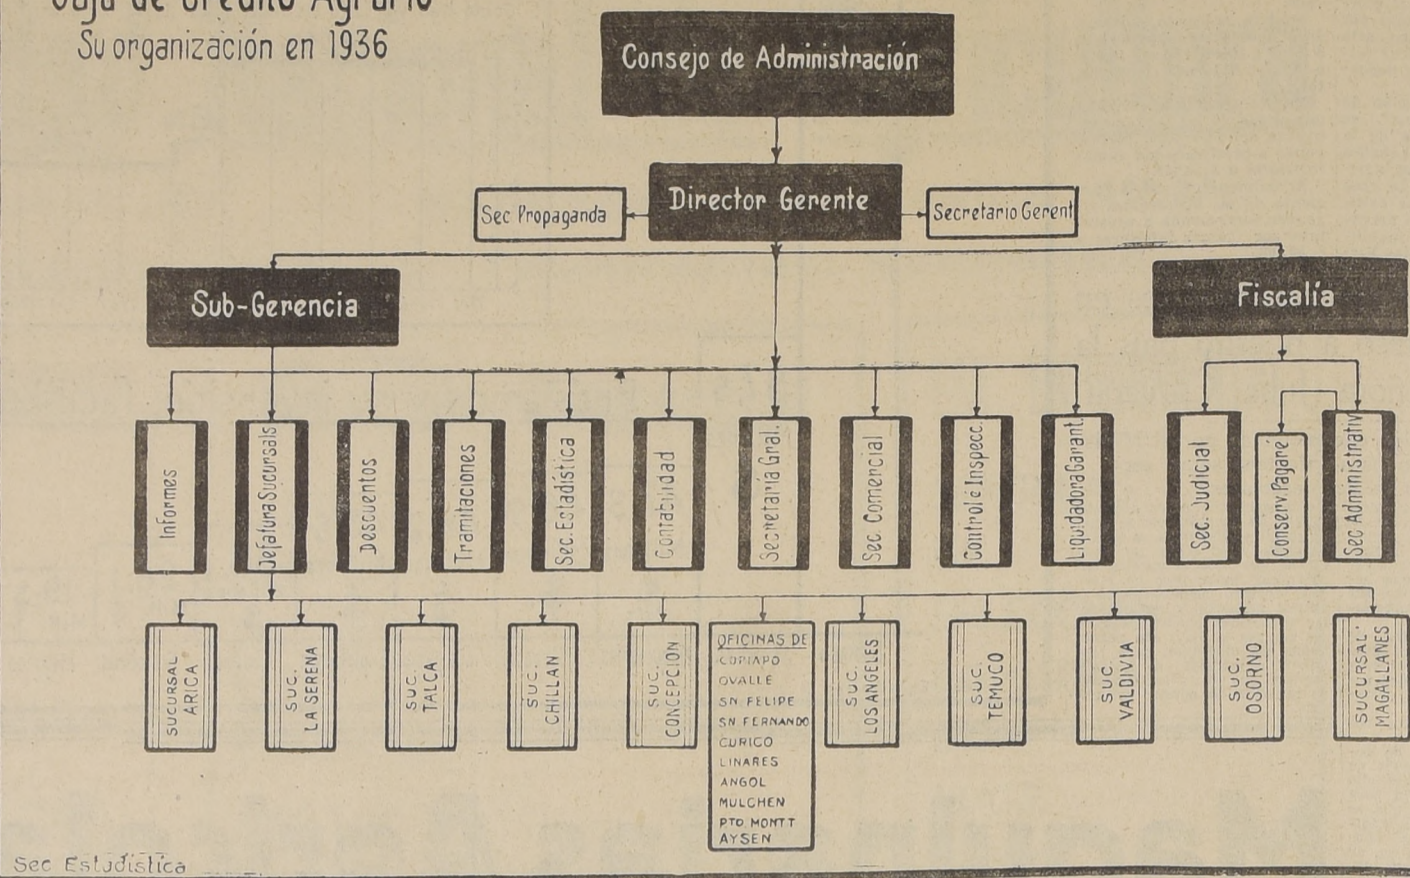 Caja de Crédito Agrario
Su organización en 1936
Consejo de Administración
Director Gerente
Sec Propaganda
Secretario Gerent
Sub-Gerencia
Fiscalía
Informes
Jefatura Sucursals
Descuentos
Tramitaciones
Sec. Estadística
Contabilidad
Secretaría Gral.
Sec. Comercial
Control é Inspecc.
Liquidadora Garant.
Sec. Judicial
Conserv. Pagaré
Sec Administrativ
SUCURSAL
ARICA
SUC.
LA SERENA
SUC.
TALCA
SUC.
CHILLAN
SUC.
CONCEPCION
OFICINAS DE
COPIAPO
OVALLE
SN FELIPE
SN FERNANDO
CURICO
LINARES
ANGOL
MULCHEN
PTO. MONTT
AYSEN
SUC.
LOS ANGELES
SUC.
TEMUCO
SUC
VALDIVIA
SUC.
OSORNO
SUCURSAL
MAGALLANES
Sec Estadística